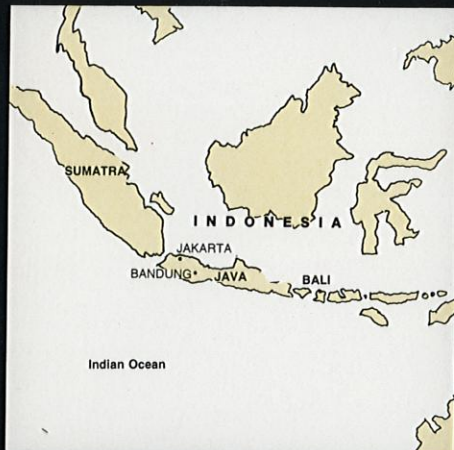 SUMATRA
INDONESIA
JAKARTA
BANDUNG
JAVA
BALI
Indian Ocean